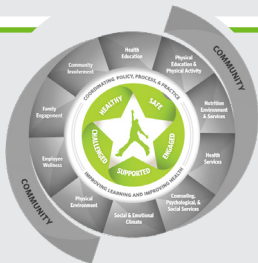 COMMUNITY
Health
Education
Physical
Education &
Physical Activity
Nutrition
Environment
& Services
Health
Services
Counseling,
Psychological, &
Social Services
Social & Emotional
Climate
Physical
Environment
Employee
Wellness
Family
Engagement
Community
Involvement
COORDINATING POLICY, PROCESS, & PRACTICE
IMPROVING LEARNING AND IMPROVING HEALTH
HEALTHY
SAFE
ENGAGED
SUPPORTED
CHALLENGED
COMMUNITY